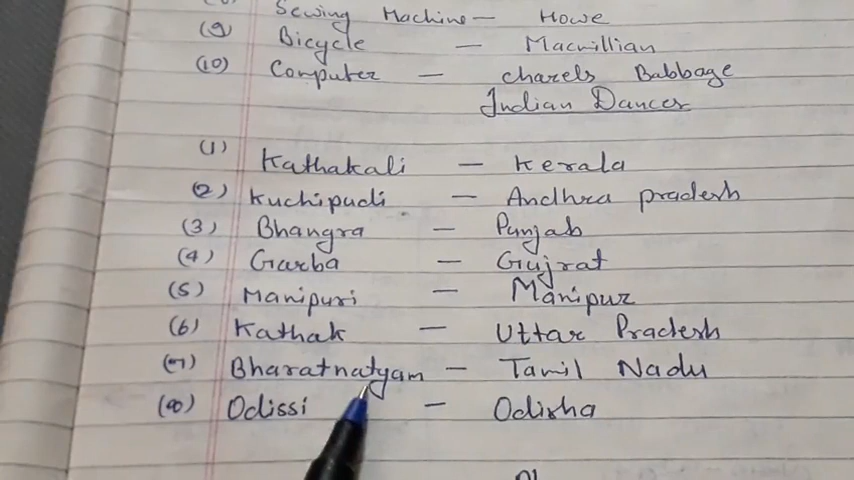 Sewing Machine — Howe
(9) Bicycle — Macmillian
(10) Computer — Charels Babbage
Indian Dances
(1) Kathakali — Kerala
(2) Kuchipudi — Andhra pradesh
(3) Bhangra — Punjab
(4) Garba — Gujrat
(5) Manipuri — Manipur
(6) Kathak — Uttar Pradesh
(7) Bharatnatyam — Tamil Nadu
(8) Odissi — Odisha